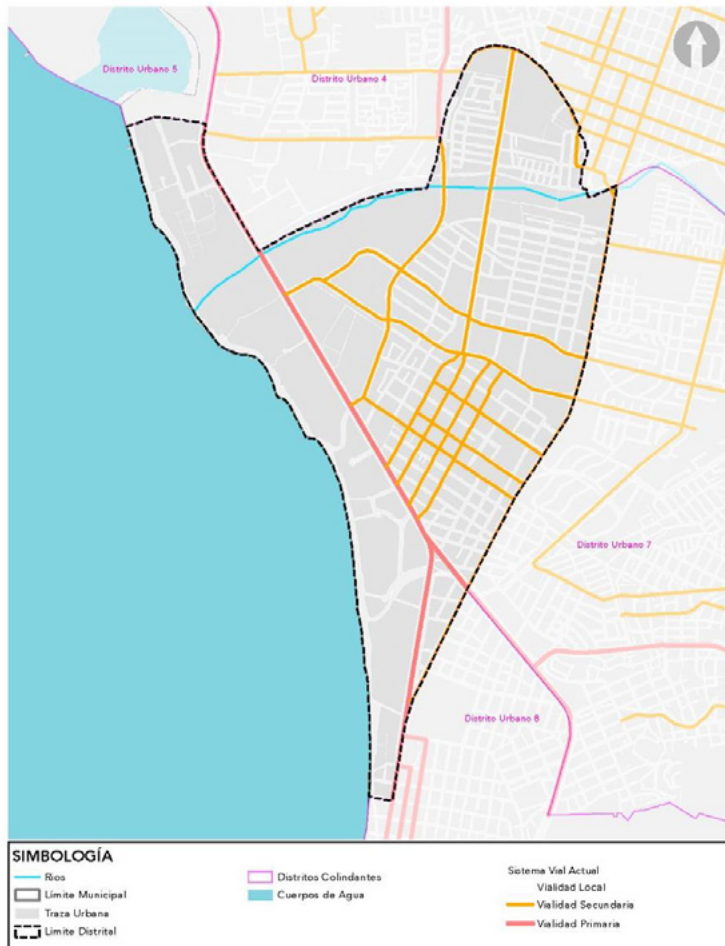 Distrito Urbano 5
Distrito Urbano 4
Distrito Urbano 7
Distrito Urbano 8
SIMBOLOGÍA
Rios
Límite Municipal
Traza Urbana
Límite Distrital
Distritos Colindantes
Cuerpos de Agua
Sistema Vial Actual
Vialidad Local
Vialidad Secundaria
Vialidad Primaria